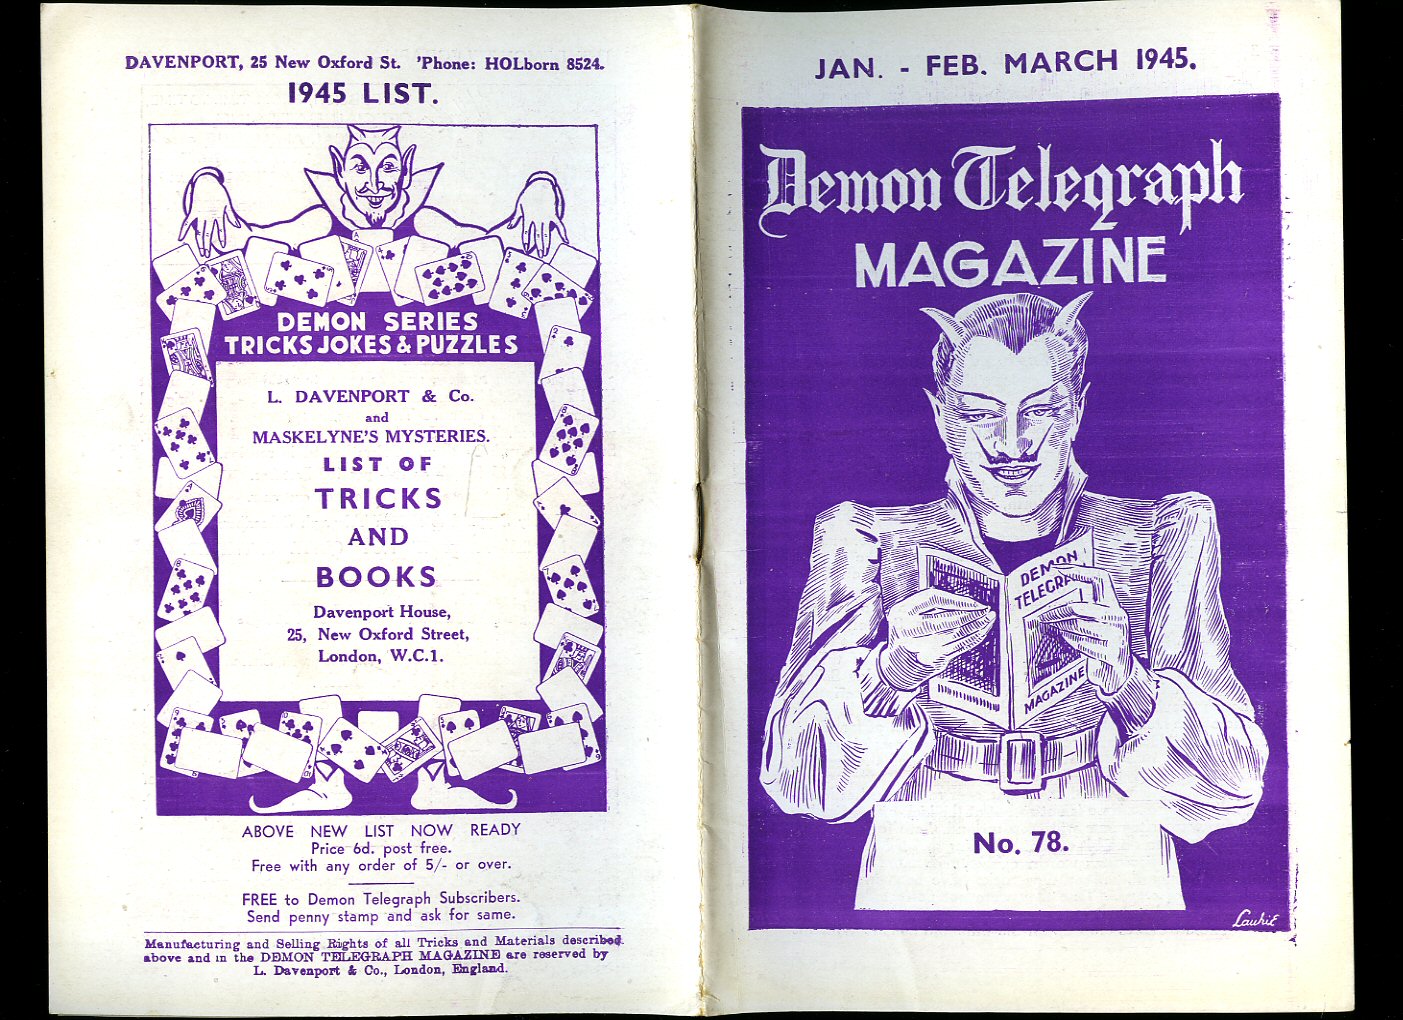 DAVENPORT, 25 New Oxford St. 'Phone: HOLborn 8524.
1945 LIST.
DEMON SERIES
TRICKS JOKES & PUZZLES
L. DAVENPORT & Co.
and
MASKELYNE'S MYSTERIES.
LIST OF
TRICKS
AND
BOOKS
Davenport House,
25, New Oxford Street,
London, W.C.1.
ABOVE NEW LIST NOW READY
Price 6d. post free.
Free with any order of 5/- or over.
FREE to Demon Telegraph Subscribers.
Send penny stamp and ask for same.
Manufacturing and Selling Rights of all Tricks and Materials described
above and in the DEMON TELEGRAPH MAGAZINE are reserved by
L. Davenport & Co., London, England.
JAN. - FEB. MARCH 1945.
Demon Telegraph
MAGAZINE
DEMON
TELEGRA
MAGAZINE
No. 78.
Laurie